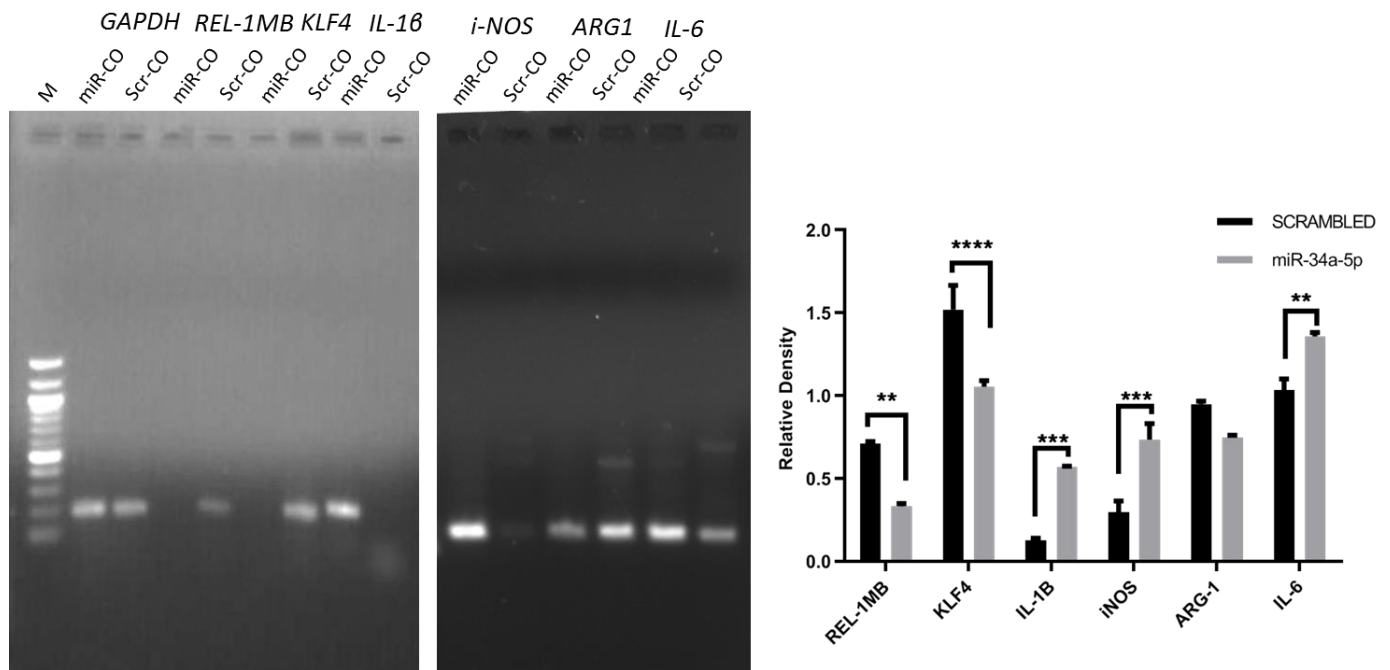 GAPDH REL-1MB KLF4 IL-1β
M miR-CO Scr-CO miR-CO Scr-CO miR-CO Scr-CO miR-CO Scr-CO
i-NOS ARG1 IL-6
miR-CO Scr-CO miR-CO Scr-CO miR-CO Scr-CO
SCRAMBLED
miR-34a-5p
Relative Density
2.0
1.5
1.0
0.5
0.0
**
****
***
***
**
REL-1MB
KLF4
IL-1B
iNOS
ARG-1
IL-6